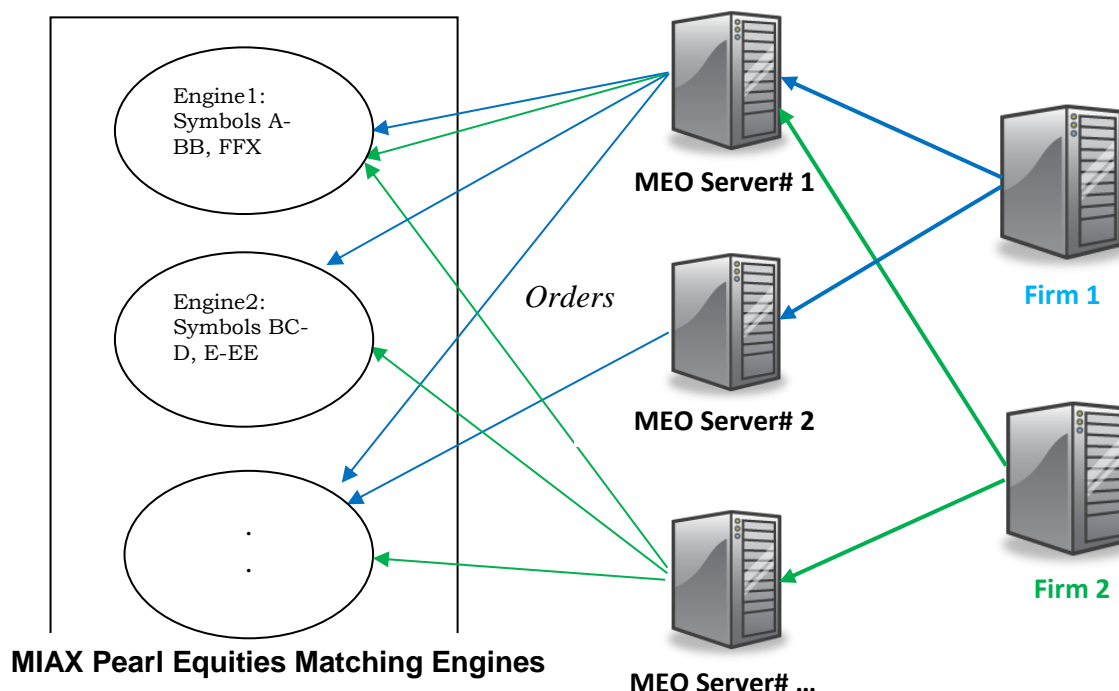 Engine1:
Symbols A-
BB, FFX
MEO Server# 1
Firm 1
Engine2:
Symbols BC-
D, E-EE
Orders
MEO Server# 2
.
.
Firm 2
MIAX Pearl Equities Matching Engines
MEO Server# ...